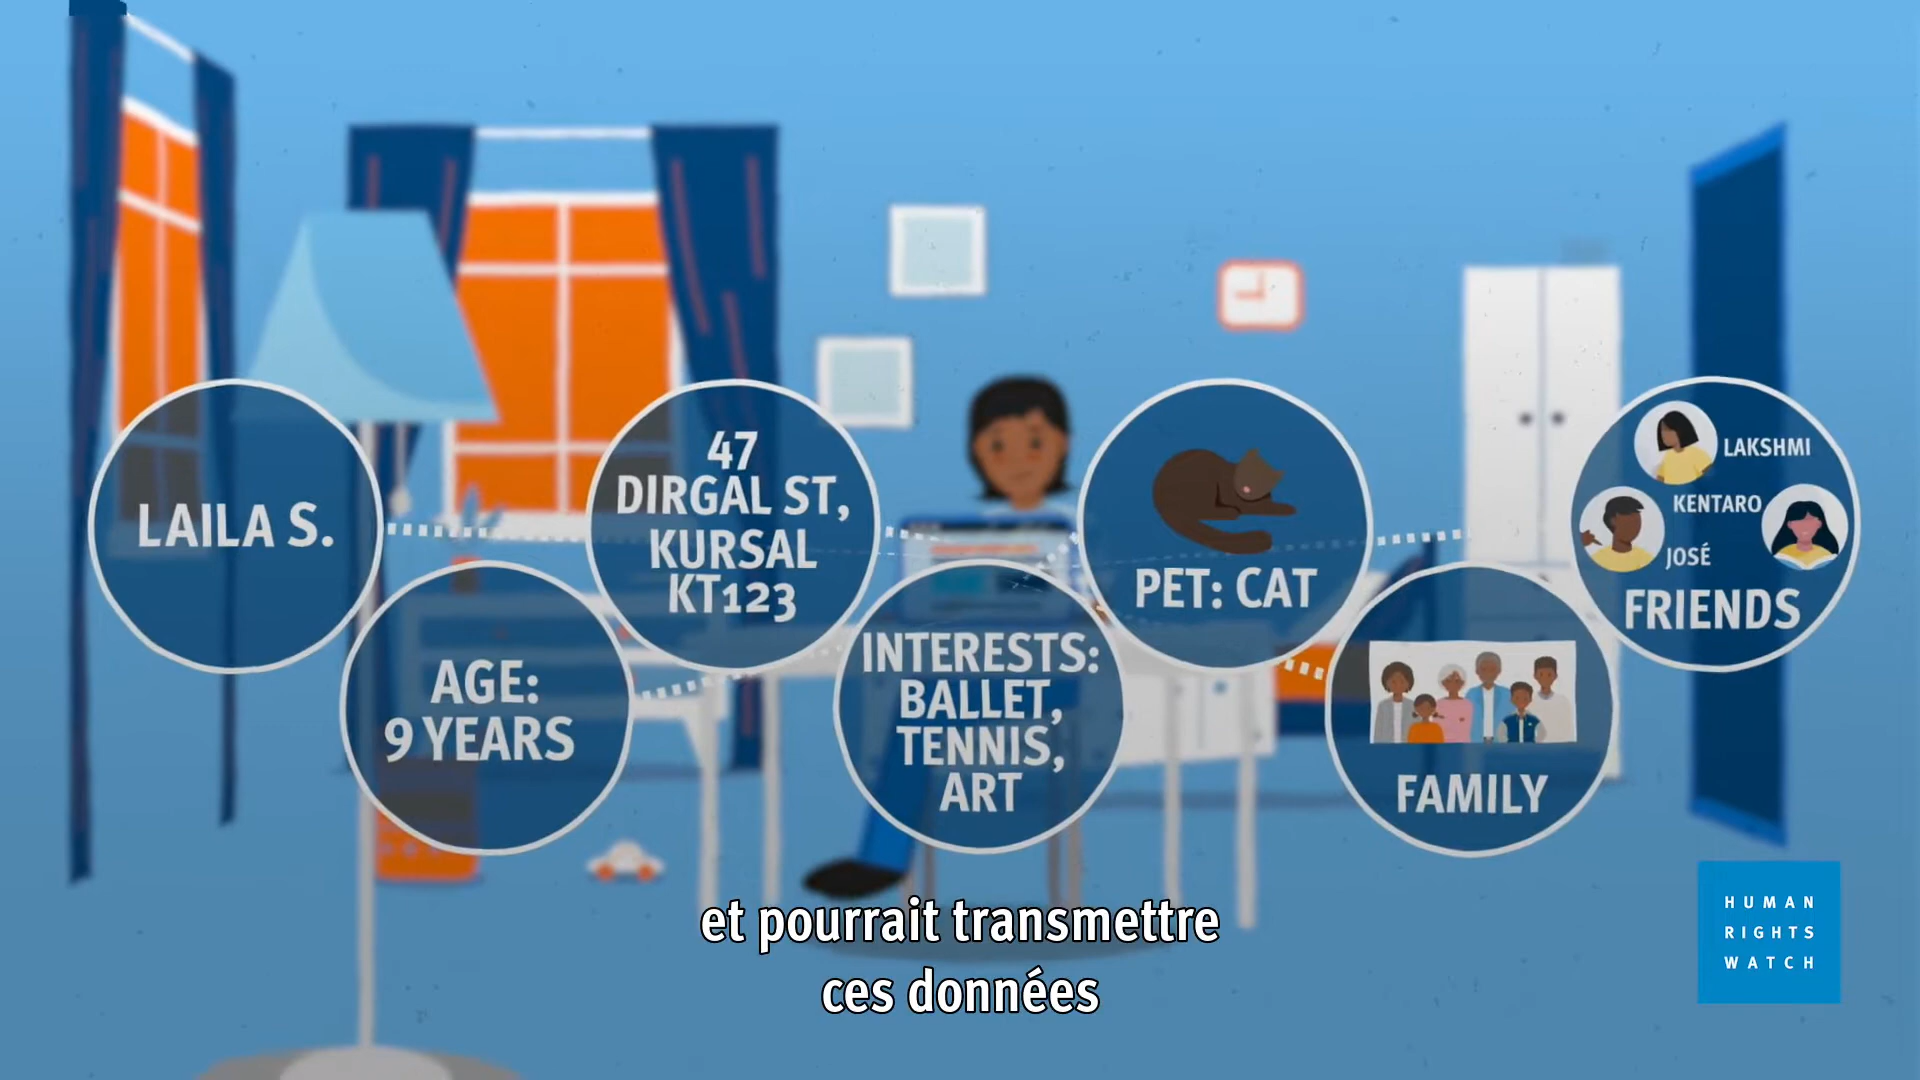 LAILA S.
AGE:
9 YEARS
47
DIRGAL ST,
KURSAL
KT123
INTERESTS:
BALLET,
TENNIS,
ART
PET: CAT
FAMILY
LAKSHMI
KENTARO
JOSÉ
FRIENDS
et pourrait transmettre
ces données
HUMAN
RIGHTS
WATCH